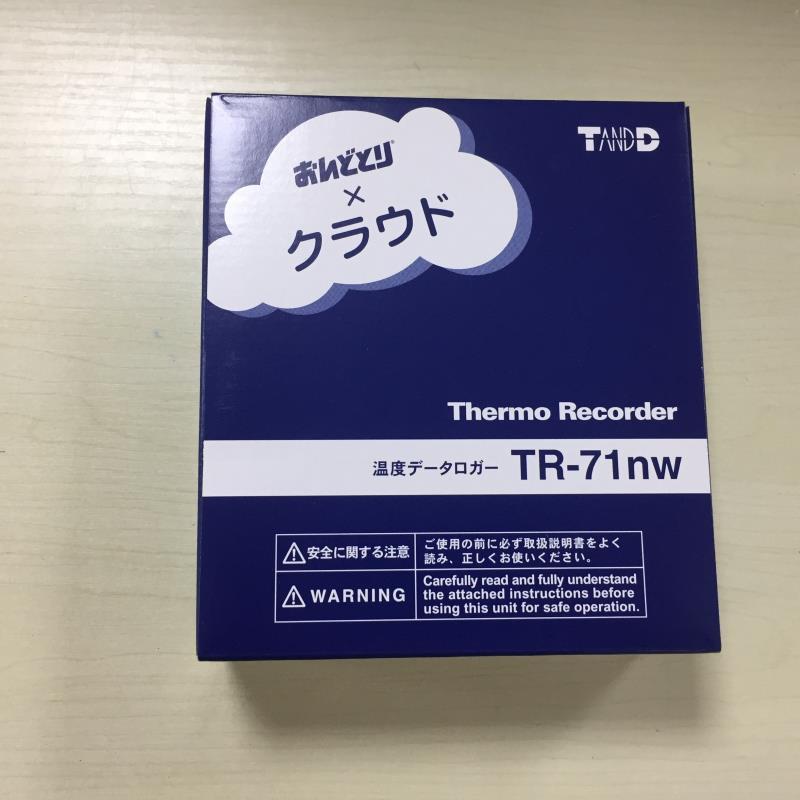 おんどとり
×
クラウド
TANDD
Thermo Recorder
温度データロガー TR-71nw
⚠安全に関する注意
ご使用の前に必ず取扱説明書をよく
読み、正しくお使いください。
⚠WARNING
Carefully read and fully understand
the attached instructions before
using this unit for safe operation.